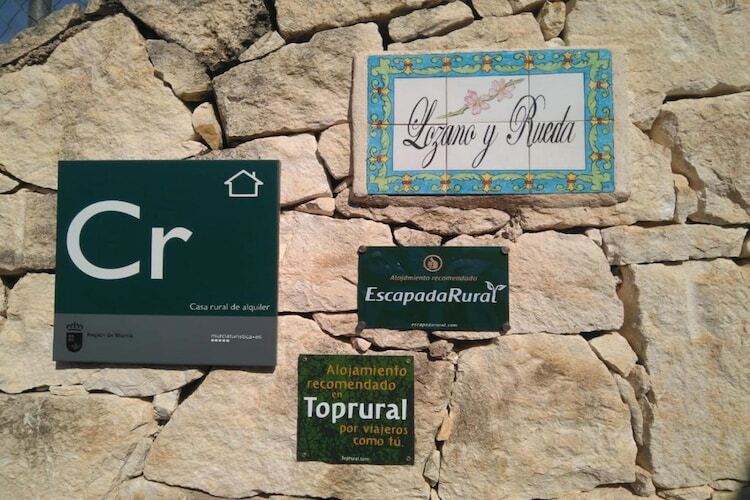 Lozano y Rueda
Cr
Casa rural de alquiler
Región de Murcia
murciaturistica.es
Alojamiento recomendado
EscapadaRural
escapadarural.com
Alojamiento
recomendado
en
Toprural
por viajeros
como tú.
Toprural.com